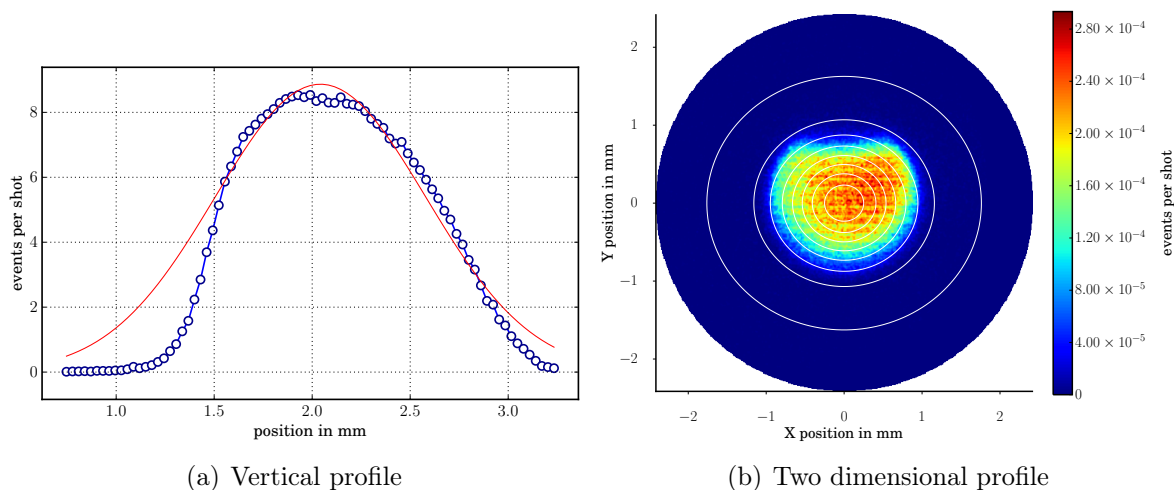 events per shot
8
6
4
2
0
1.0 1.5 2.0 2.5 3.0
position in mm
(a) Vertical profile
Y position in mm
2
1
0
−1
−2
−2 −1 0 1 2
X position in mm
2.80 × 10⁻⁴
2.40 × 10⁻⁴
2.00 × 10⁻⁴
1.60 × 10⁻⁴
1.20 × 10⁻⁴
8.00 × 10⁻⁵
4.00 × 10⁻⁵
0
events per shot
(b) Two dimensional profile